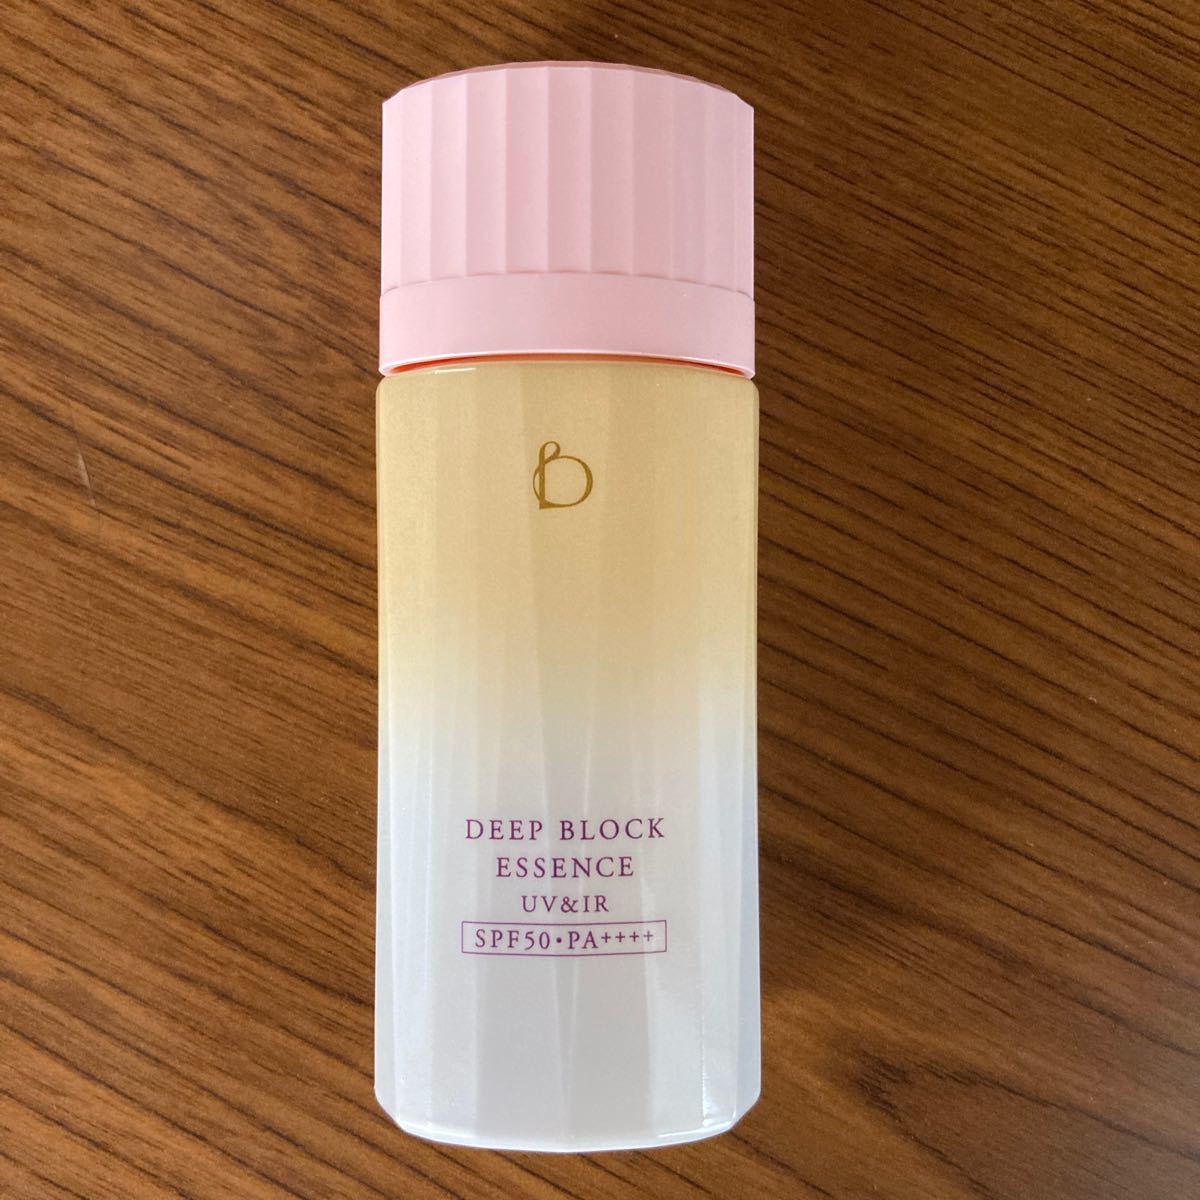 DEEP BLOCK
ESSENCE
UV&IR
SPF50・PA++++